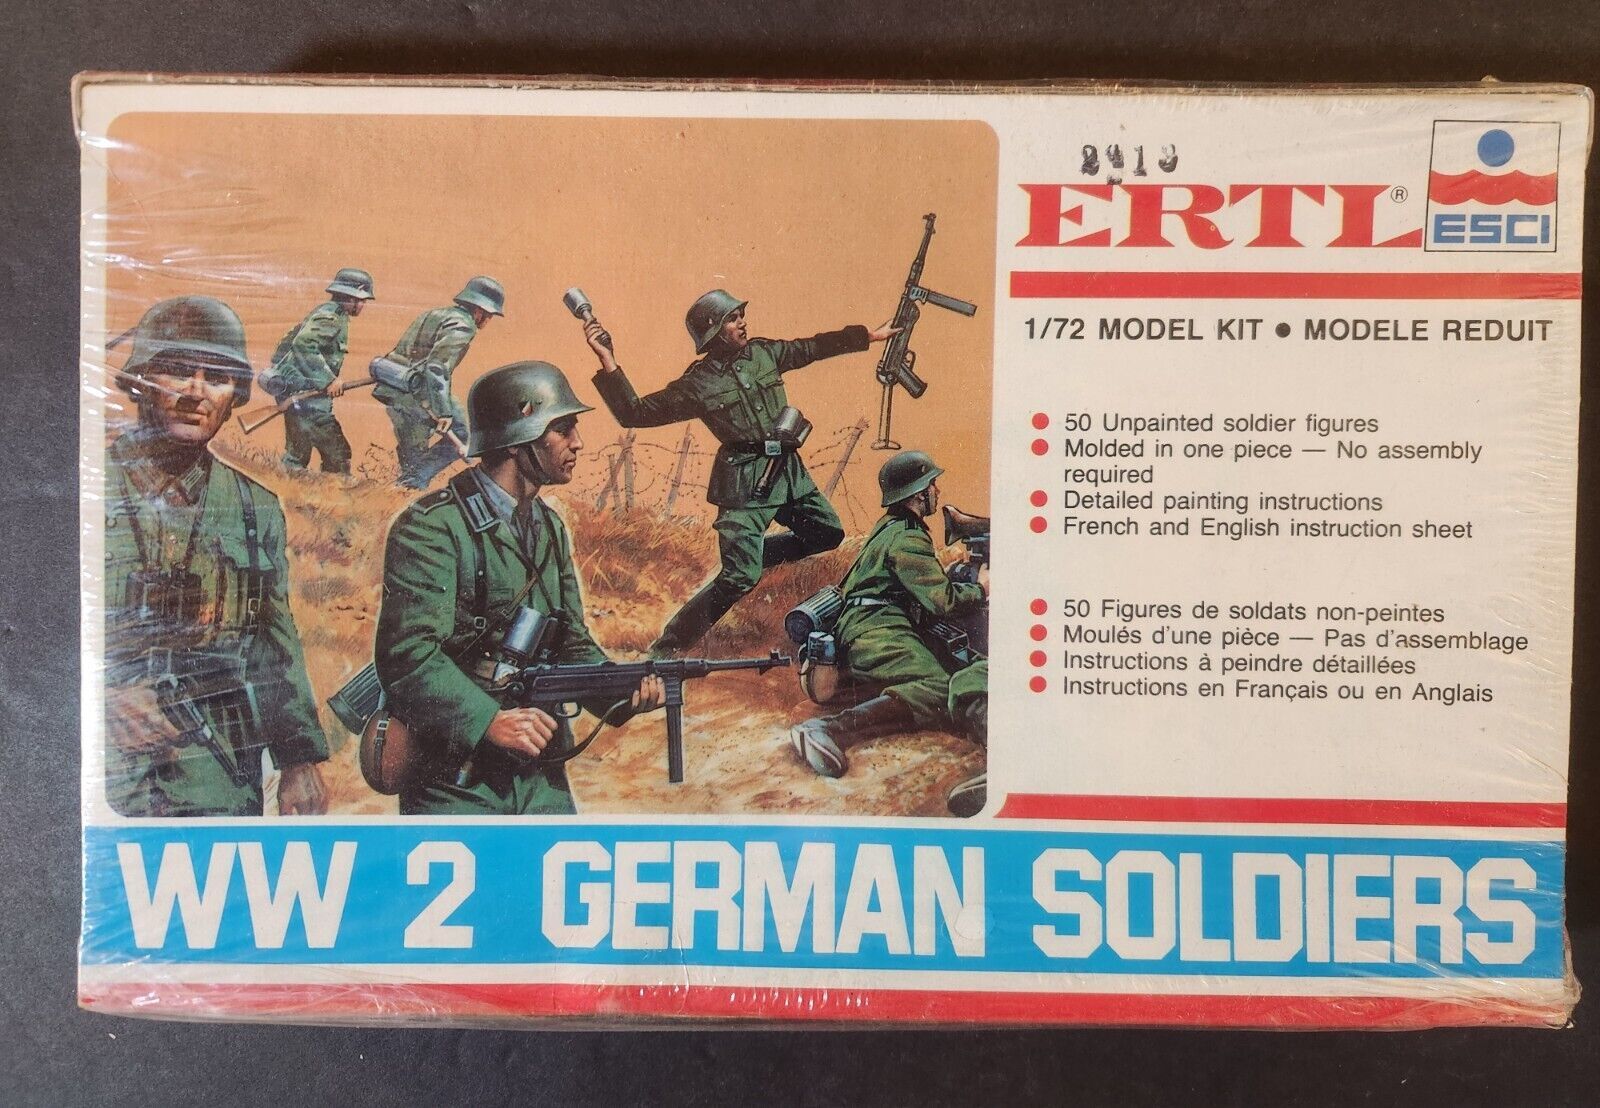 2913
ERTL®
ESCI
1/72 MODEL KIT • MODELE REDUIT
• 50 Unpainted soldier figures
• Molded in one piece — No assembly
required
• Detailed painting instructions
• French and English instruction sheet
• 50 Figures de soldats non-peintes
• Moulés d'une pièce — Pas d'assemblage
• Instructions à peindre détaillées
• Instructions en Français ou en Anglais
WW 2 GERMAN SOLDIERS